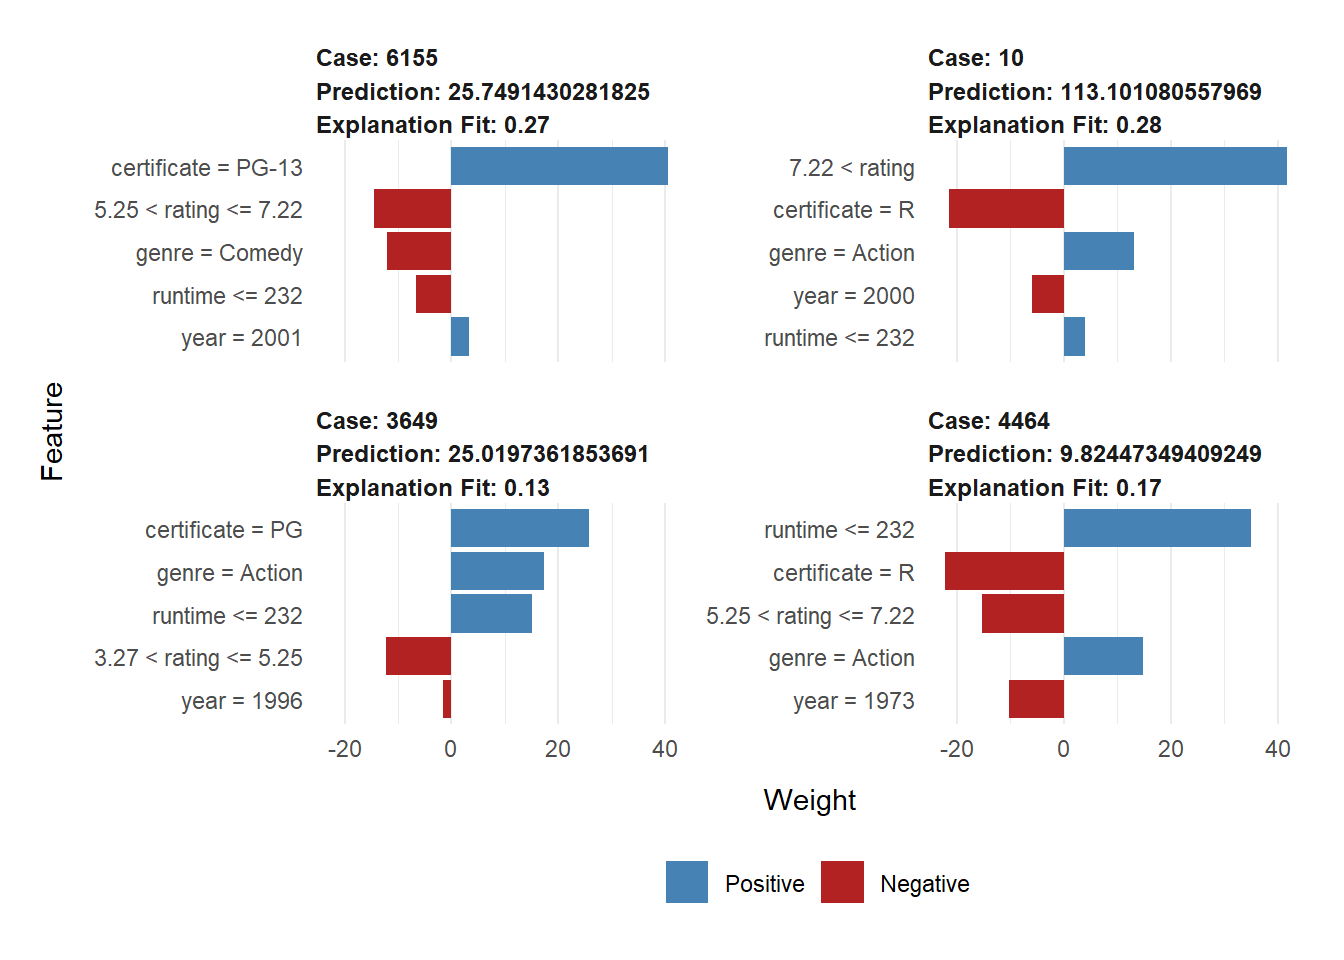 Case: 6155
Prediction: 25.7491430281825
Explanation Fit: 0.27
certificate = PG-13
5.25 < rating <= 7.22
genre = Comedy
runtime <= 232
year = 2001
Case: 10
Prediction: 113.101080557969
Explanation Fit: 0.28
7.22 < rating
certificate = R
genre = Action
year = 2000
runtime <= 232
Feature
Case: 3649
Prediction: 25.0197361853691
Explanation Fit: 0.13
certificate = PG
genre = Action
runtime <= 232
3.27 < rating <= 5.25
year = 1996
-20 0 20 40
Case: 4464
Prediction: 9.82447349409249
Explanation Fit: 0.17
runtime <= 232
certificate = R
5.25 < rating <= 7.22
genre = Action
year = 1973
-20 0 20 40
Weight
Positive Negative